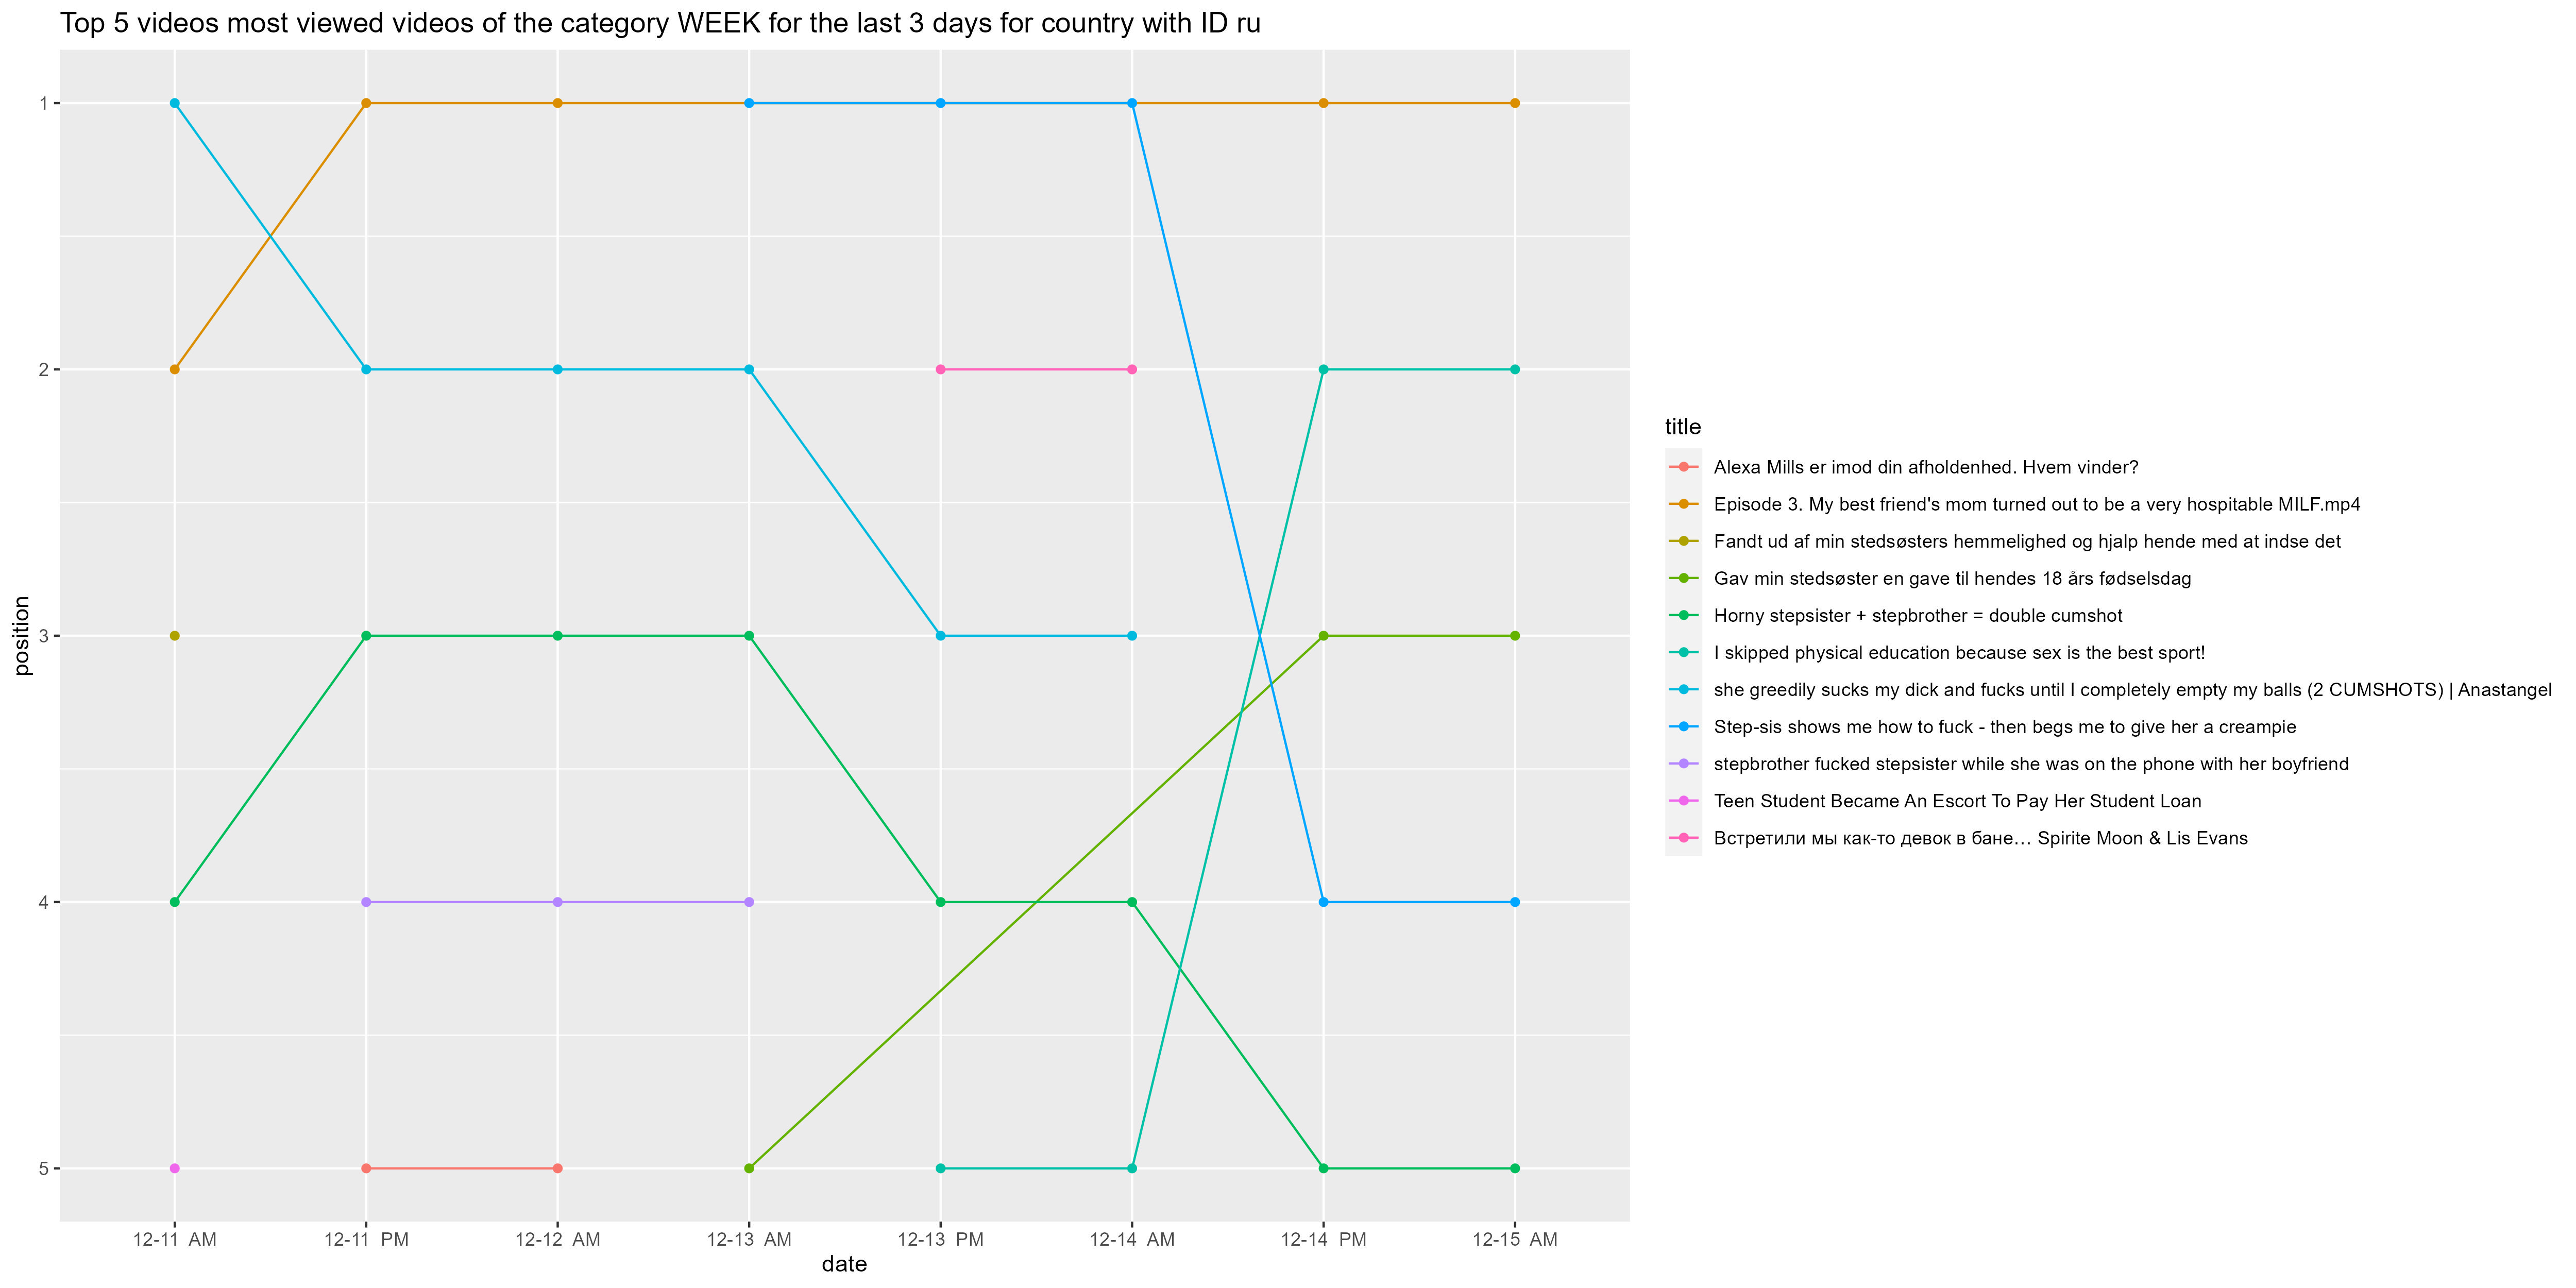 Top 5 videos most viewed videos of the category WEEK for the last 3 days for country with ID ru
position
1
2
3
4
5
12-11 AM
12-11 PM
12-12 AM
12-13 AM
12-13 PM
12-14 AM
12-14 PM
12-15 AM
date
title
Alexa Mills er imod din afholdenhed. Hvem vinder?
Episode 3. My best friend's mom turned out to be a very hospitable MILF.mp4
Fandt ud af min stedsøsters hemmelighed og hjalp hende med at indse det
Gav min stedsøster en gave til hendes 18 års fødselsdag
Horny stepsister + stepbrother = double cumshot
I skipped physical education because sex is the best sport!
she greedily sucks my dick and fucks until I completely empty my balls (2 CUMSHOTS) | Anastangel
Step-sis shows me how to fuck - then begs me to give her a creampie
stepbrother fucked stepsister while she was on the phone with her boyfriend
Teen Student Became An Escort To Pay Her Student Loan
Встретили мы как-то девок в бане… Spirite Moon & Lis Evans